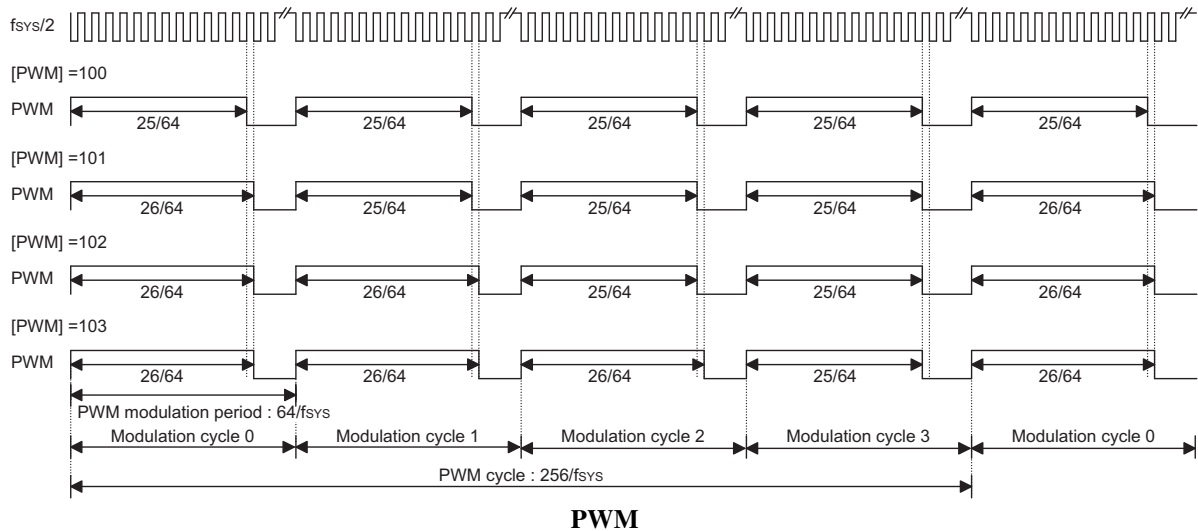 fSYS/2
[PWM] =100
PWM
25/64 25/64 25/64 25/64 25/64
[PWM] =101
PWM
26/64 25/64 25/64 25/64 26/64
[PWM] =102
PWM
26/64 26/64 25/64 25/64 26/64
[PWM] =103
PWM
26/64 26/64 26/64 25/64 26/64
PWM modulation period : 64/fSYS
Modulation cycle 0 Modulation cycle 1 Modulation cycle 2 Modulation cycle 3 Modulation cycle 0
PWM cycle : 256/fSYS
PWM